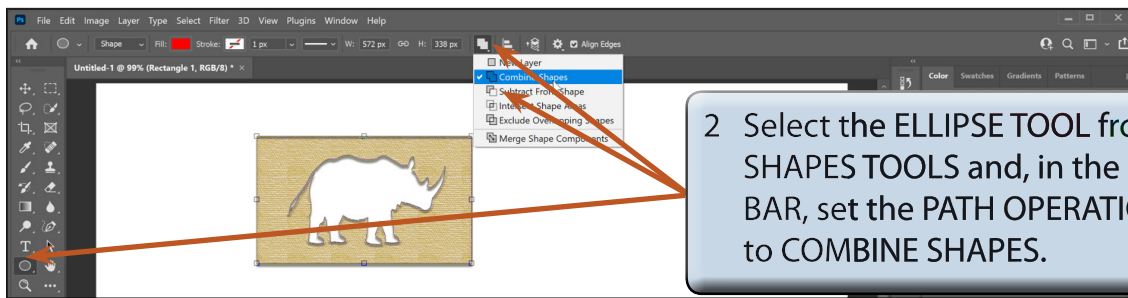 Ps File Edit Image Layer Type Select Filter 3D View Plugins Window Help
Shape Fill: Stroke: 1 px W: 572 px H: 338 px Align Edges
Untitled-1 @ 99% (Rectangle 1, RGB/8) * ×
Color Swatches Gradients Patterns
New Layer
Combine Shapes
Subtract Front Shape
Intersect Shape Areas
Exclude Overlapping Shapes
Merge Shape Components
2 Select the ELLIPSE TOOL
SHAPES TOOLS and, in the
BAR, set the PATH
to COMBINE SHAPES.